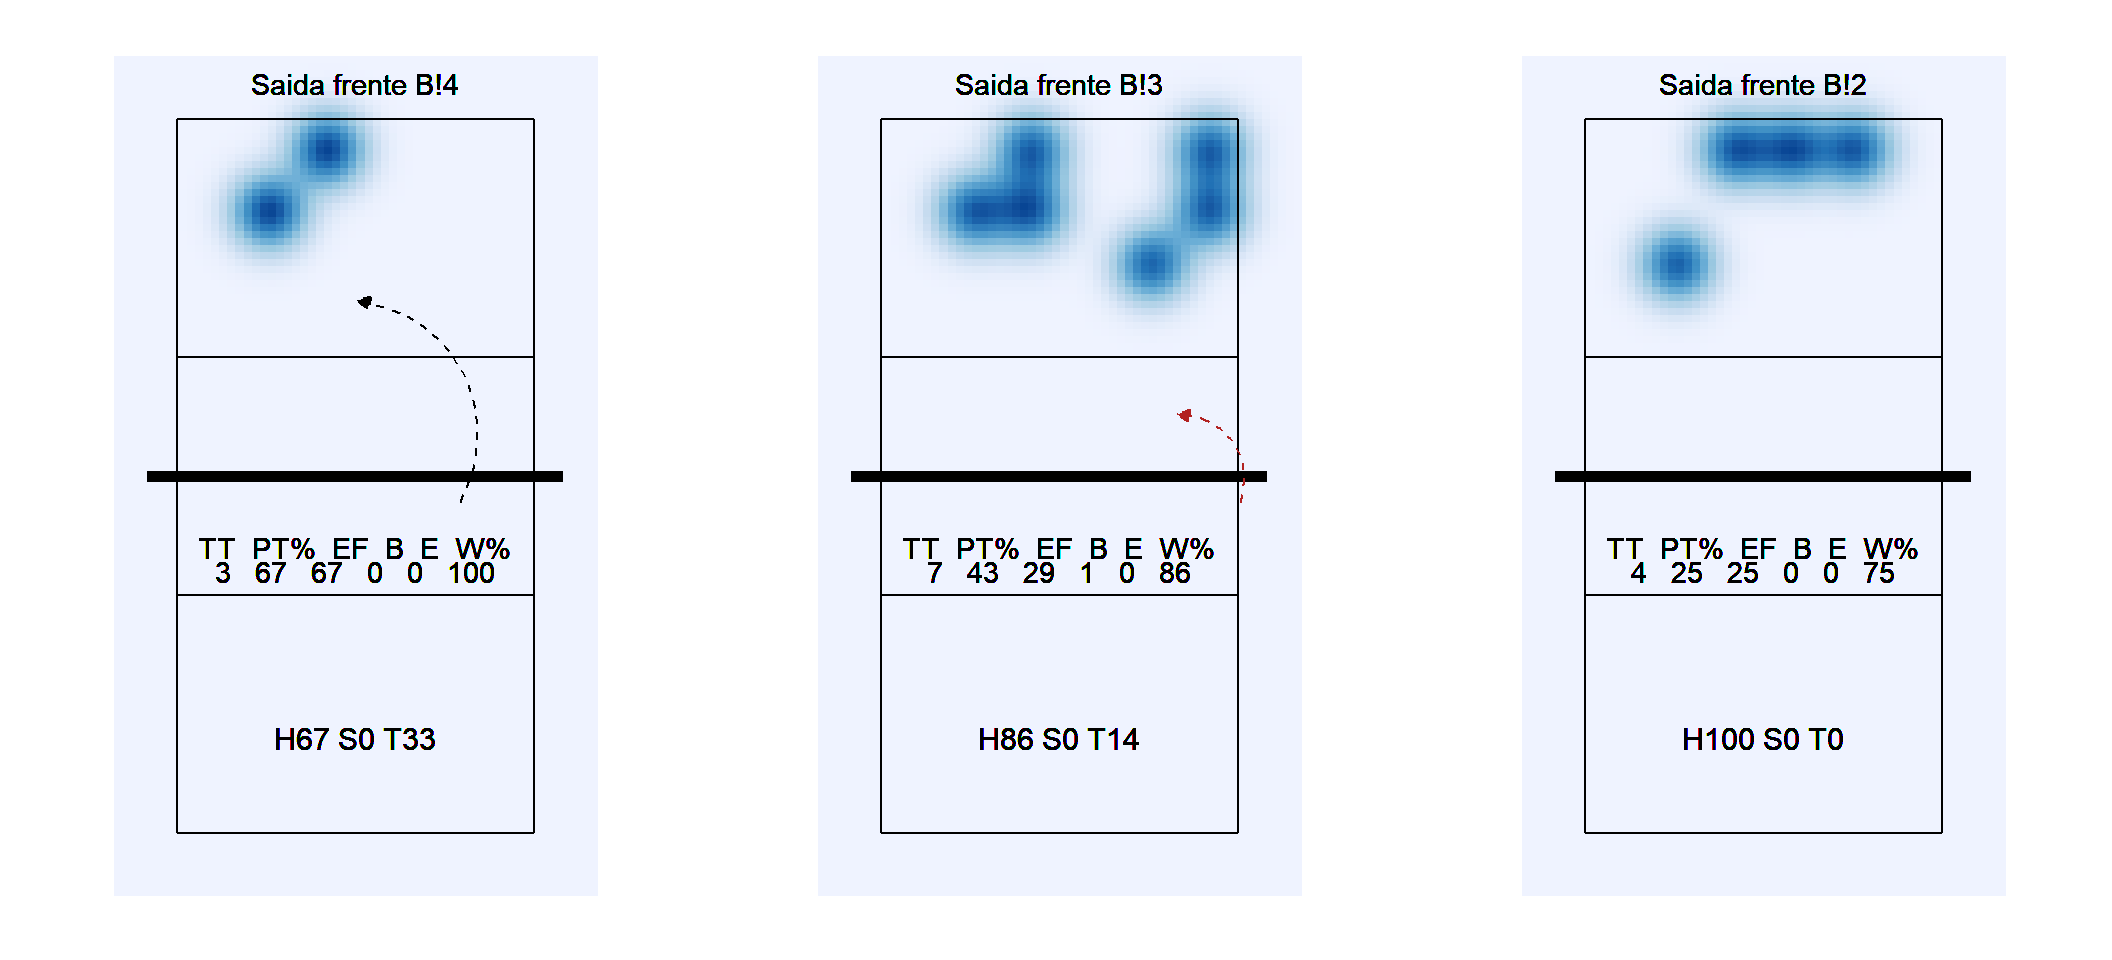 Saida frente B!4
TT PT% EF B E W%
3 67 67 0 0 100
H67 S0 T33
Saida frente B!3
TT PT% EF B E W%
7 43 29 1 0 86
H86 S0 T14
Saida frente B!2
TT PT% EF B E W%
4 25 25 0 0 75
H100 S0 T0